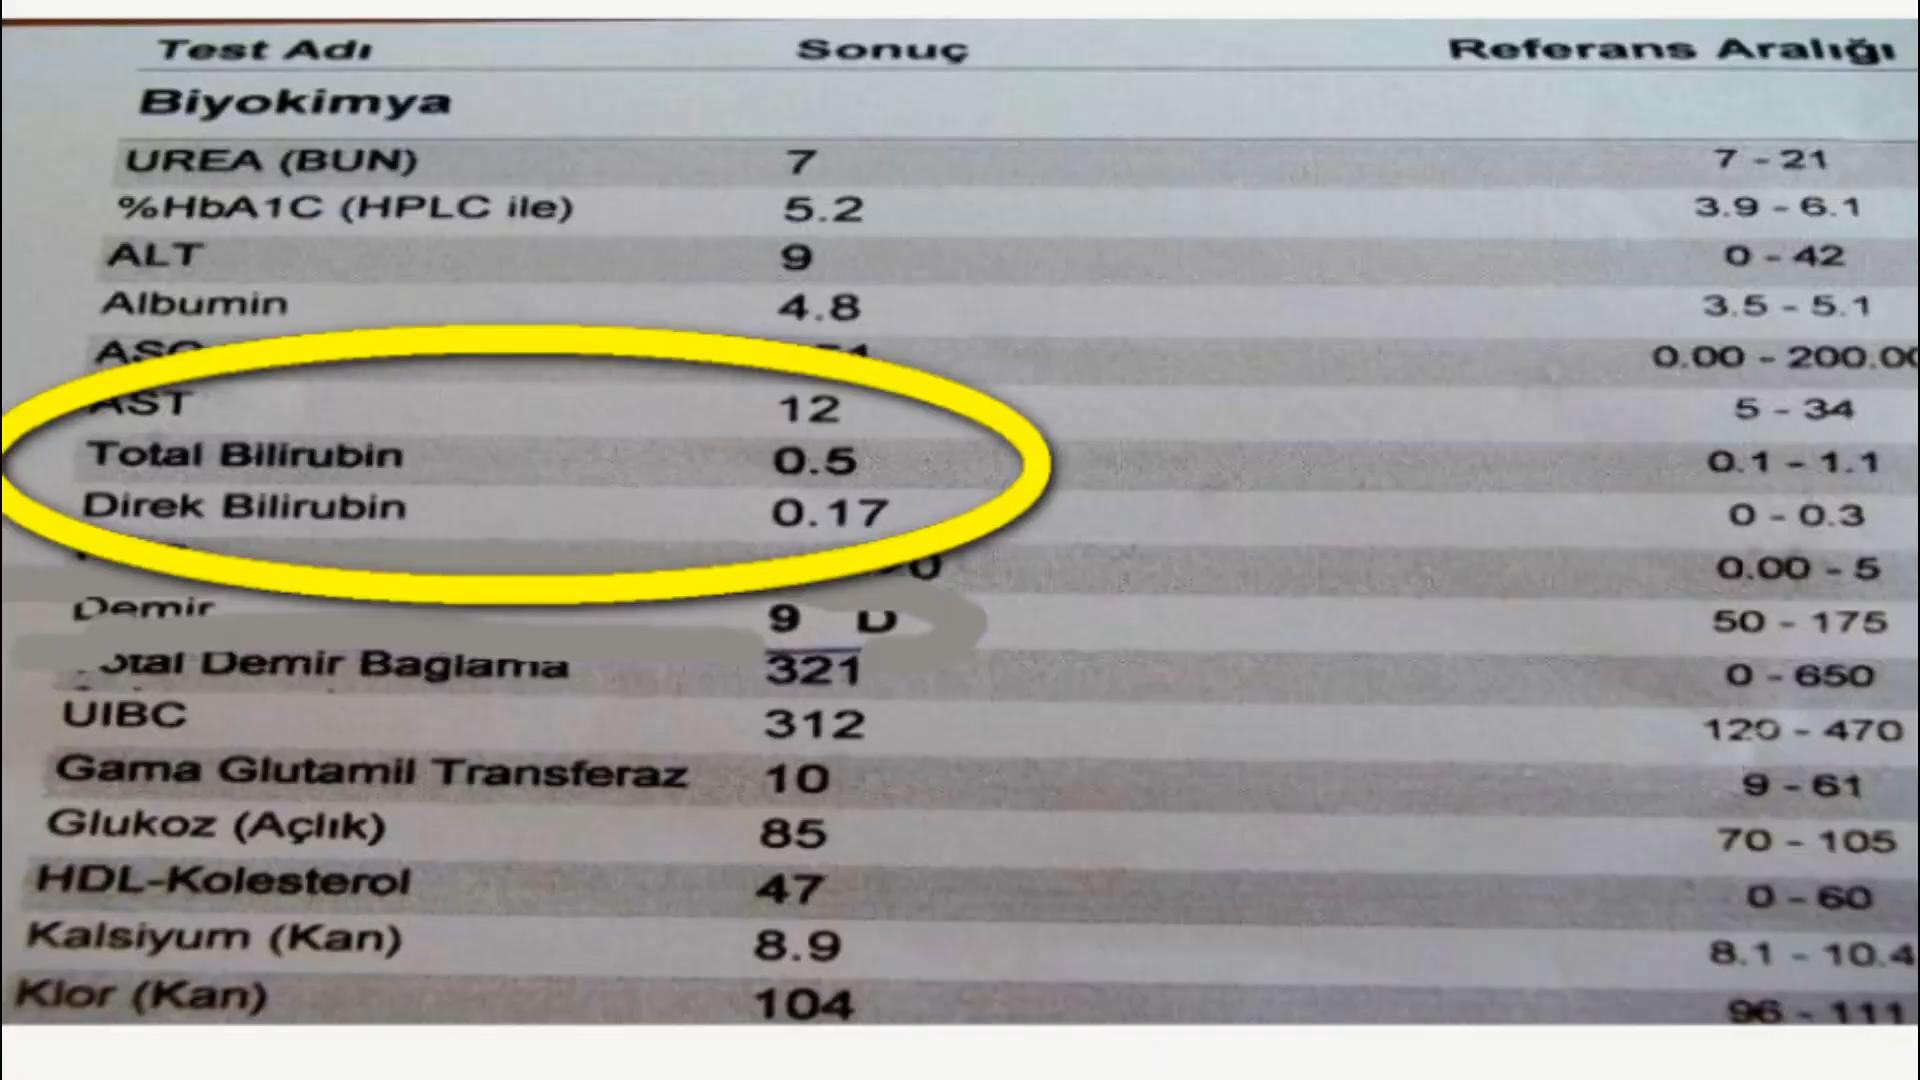 Test Adı Sonuç Referans Aralığı
Biyokimya
UREA (BUN) 7 7 - 21
%HbA1C (HPLC ile) 5.2 3.9 - 6.1
ALT 9 0 - 42
Albumin 4.8 3.5 - 5.1
0.00 - 200.00
AST 12 5 - 34
Total Bilirubin 0.5 0.1 - 1.1
Direk Bilirubin 0.17 0 - 0.3
0.00 - 5
Demir 9 D 50 - 175
Total Demir Bağlama 321 0 - 650
UIBC 312 120 - 470
Gama Glutamil Transferaz 10 9 - 61
Glukoz (Açlık) 85 70 - 105
HDL-Kolesterol 47 0 - 60
Kalsiyum (Kan) 8.9 8.1 - 10.4
Klor (Kan) 104 96 - 111